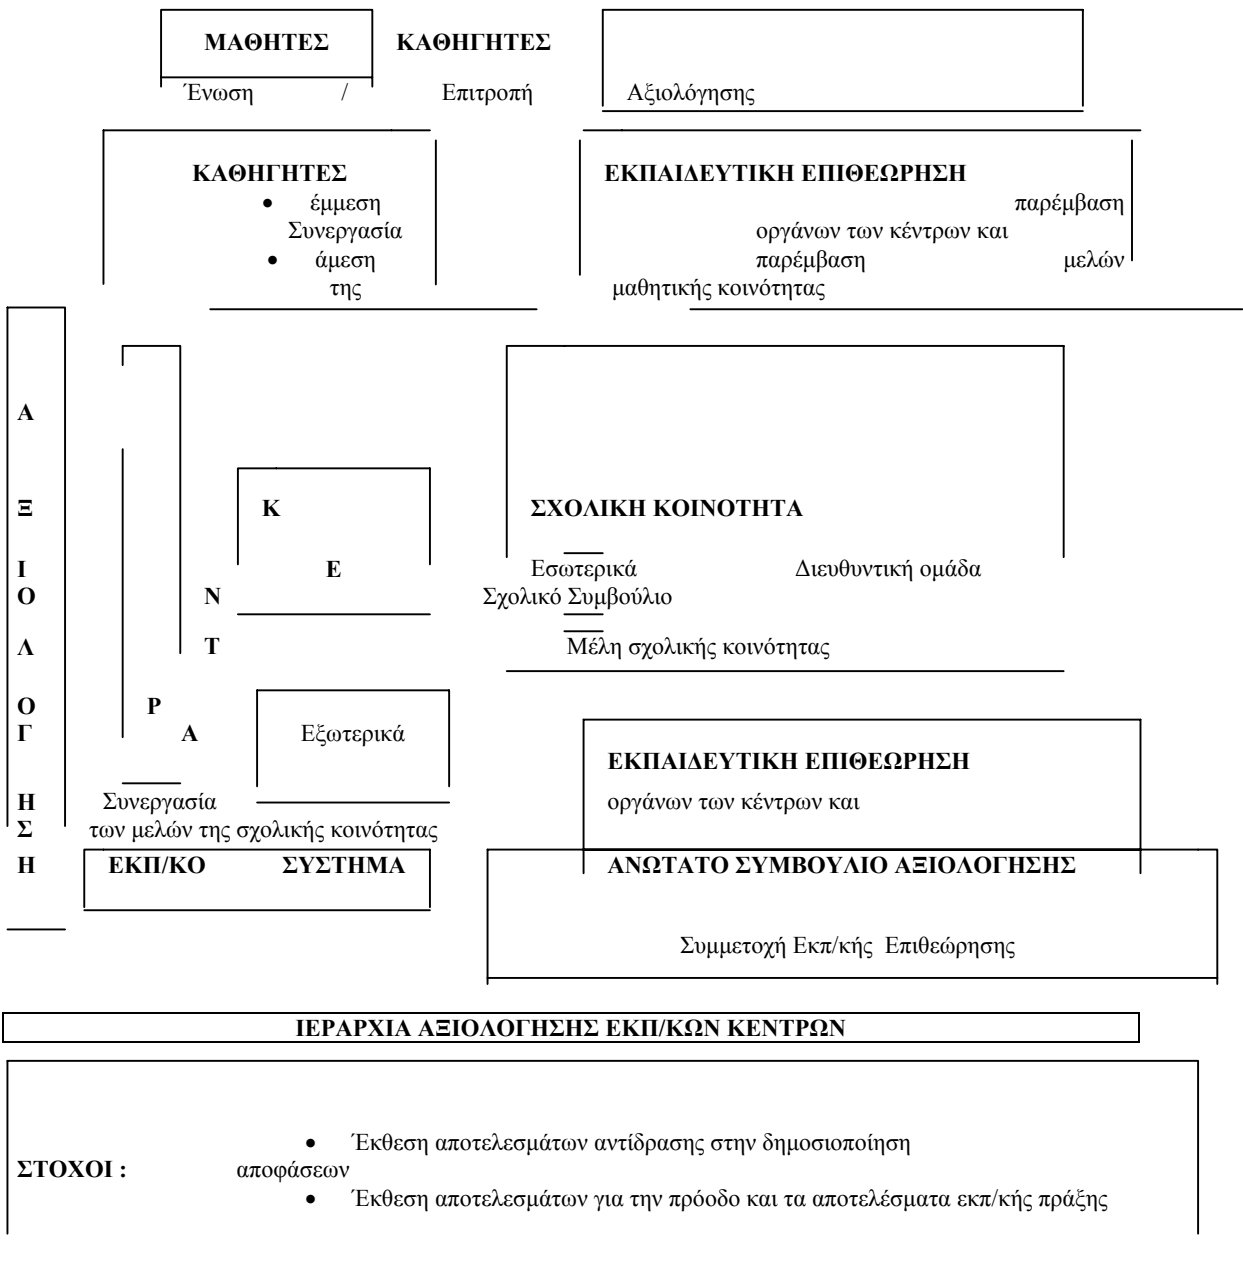 ΜΑΘΗΤΕΣ ΚΑΘΗΓΗΤΕΣ
Ένωση / Επιτροπή Αξιολόγησης
ΚΑΘΗΓΗΤΕΣ ΕΚΠΑΙΔΕΥΤΙΚΗ ΕΠΙΘΕΩΡΗΣΗ
• έμμεση παρέμβαση
Συνεργασία οργάνων των κέντρων και
• άμεση παρέμβαση μελών
της μαθητικής κοινότητας
Α
Ξ Κ ΣΧΟΛΙΚΗ ΚΟΙΝΟΤΗΤΑ
Ι Ε Εσωτερικά Διευθυντική ομάδα
Ο Ν Σχολικό Συμβούλιο
Λ Τ Μέλη σχολικής κοινότητας
Ο Ρ
Γ Α Εξωτερικά
ΕΚΠΑΙΔΕΥΤΙΚΗ ΕΠΙΘΕΩΡΗΣΗ
Η Συνεργασία οργάνων των κέντρων και
Σ των μελών της σχολικής κοινότητας
Η ΕΚΠ/ΚΟ ΣΥΣΤΗΜΑ ΑΝΩΤΑΤΟ ΣΥΜΒΟΥΛΙΟ ΑΞΙΟΛΟΓΗΣΗΣ
Συμμετοχή Εκπ/κής Επιθεώρησης
ΙΕΡΑΡΧΙΑ ΑΞΙΟΛΟΓΗΣΗΣ ΕΚΠ/ΚΩΝ ΚΕΝΤΡΩΝ
• Έκθεση αποτελεσμάτων αντίδρασης στην δημοσιοποίηση
ΣΤΟΧΟΙ : αποφάσεων
• Έκθεση αποτελεσμάτων για την πρόοδο και τα αποτελέσματα εκπ/κής πράξης